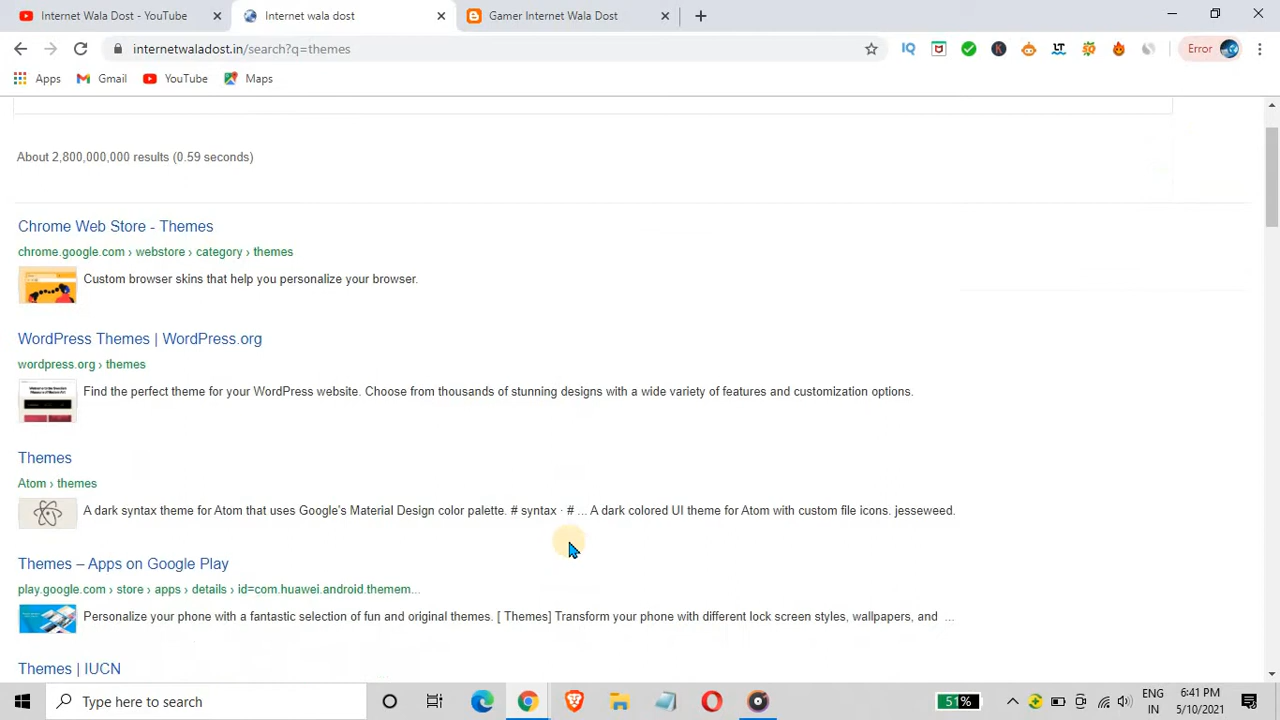 Internet Wala Dost - YouTube
Internet wala dost
Gamer Internet Wala Dost
internetwaladost.in/search?q=themes
IQ
K
LT
Error
Apps
Gmail
YouTube
Maps
About 2,800,000,000 results (0.59 seconds)
Chrome Web Store - Themes
chrome.google.com › webstore › category › themes
Custom browser skins that help you personalize your browser.
WordPress Themes | WordPress.org
wordpress.org › themes
Find the perfect theme for your WordPress website. Choose from thousands of stunning designs with a wide variety of features and customization options.
Themes
Atom › themes
A dark syntax theme for Atom that uses Google's Material Design color palette. # syntax · # ... A dark colored UI theme for Atom with custom file icons. jesseweed.
Themes – Apps on Google Play
play.google.com › store › apps › details › id=com.huawei.android.themem...
Personalize your phone with a fantastic selection of fun and original themes. [ Themes] Transform your phone with different lock screen styles, wallpapers, and ...
Themes | IUCN
Type here to search
51%
ENG
IN
6:41 PM
5/10/2021